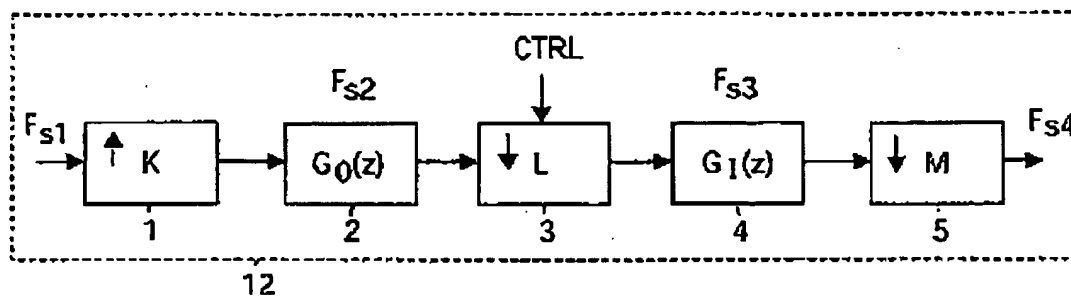 CTRL
Fs1
Fs2
Fs3
Fs4
↑ K
G0(z)
↓ L
GI(z)
↓ M
1
2
3
4
5
12